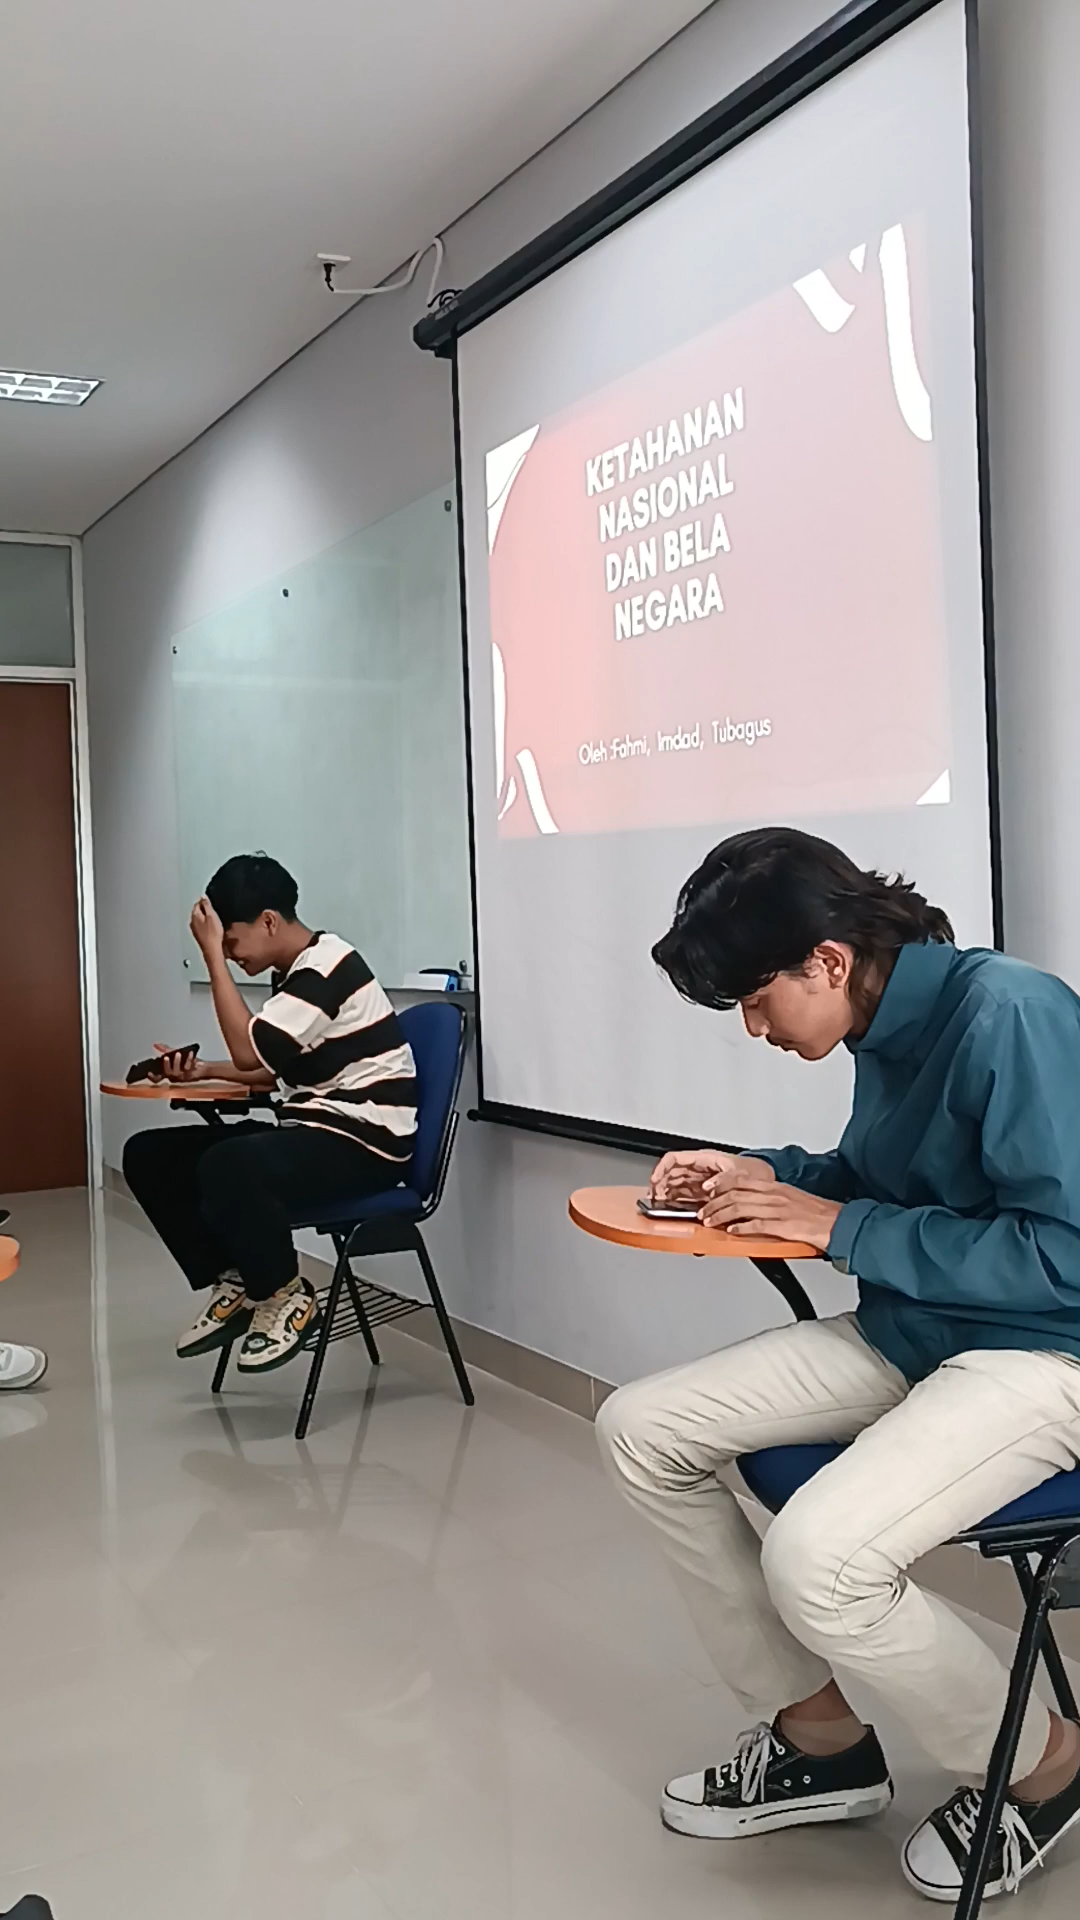 KETAHANAN
NASIONAL
DAN BELA
NEGARA
Oleh :Fahmi, Imdad, Tubagus